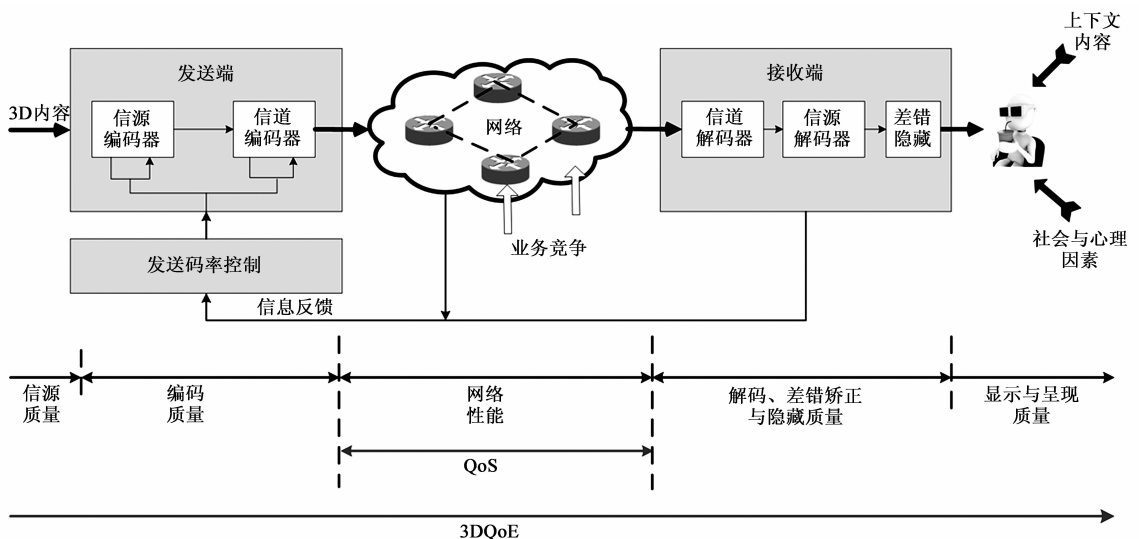 上下文
内容
发送端
接收端
3D内容
信源
编码器
信道
编码器
网络
信道
解码器
信源
解码器
差错
隐藏
业务竞争
社会与心理
因素
发送码率控制
信息反馈
信源
质量
编码
质量
网络
性能
解码、差错矫正
与隐藏质量
显示与呈现
质量
QoS
3DQoE